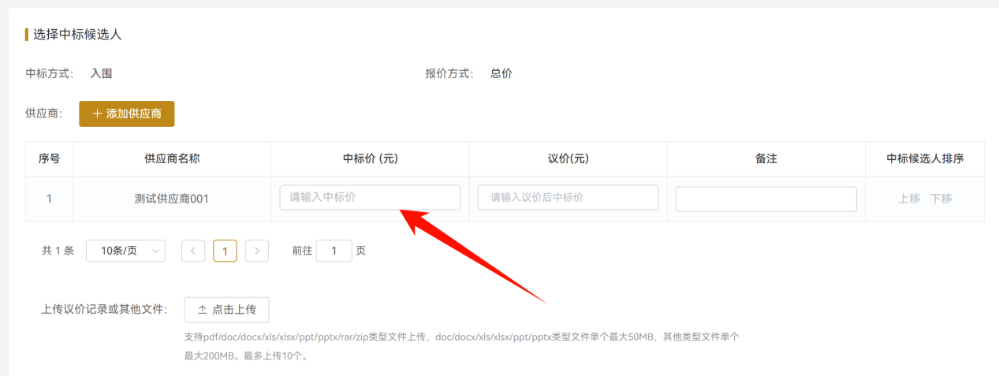 选择中标候选人
中标方式： 入围 报价方式： 总价
供应商： 添加供应商
序号 供应商名称 中标价 (元) 议价(元) 备注 中标候选人排序
1 测试供应商001 请输入中标价 请输入议价后中标价 上移 下移
共 1 条 10条/页 1 前往 1 页
上传议价记录或其他文件： 点击上传
支持pdf/doc/docx/xls/xlsx/ppt/pptx/rar/zip类型文件上传，doc/docx/xls/xlsx/ppt/pptx类型文件单个最大50MB，其他类型文件单个
最大200MB。最多上传10个。